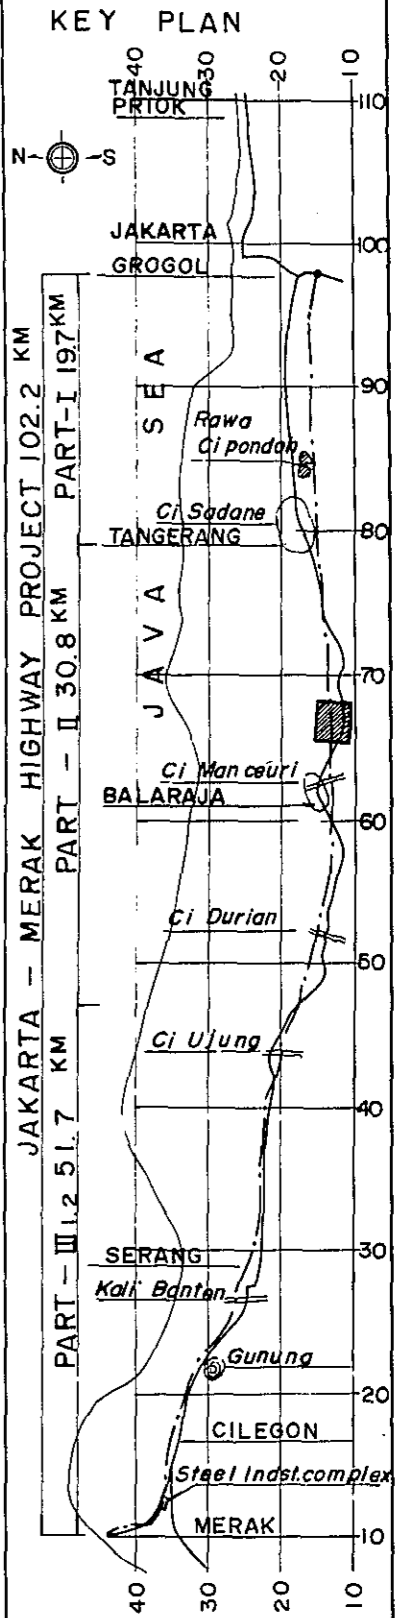 KEY PLAN
40 30 20 10
TANJUNG
PRIOK
110
N S
JAKARTA
100
GROGOL
90
Rawa
Ci pondoh
Ci Sadane
80
TANGERANG
70
Ci Manceuri
BALARAJA
60
Ci Durian
50
Ci Ujung
40
SERANG
30
Kali Banten
Gunung
20
CILEGON
Steel Indst.complex
MERAK
10
40 30 20 10
JAVA SEA
JAKARTA - MERAK HIGHWAY PROJECT 102.2 KM
PART-I 19.7 KM
PART - II 30.8 KM
PART - III 1.2 51.7 KM